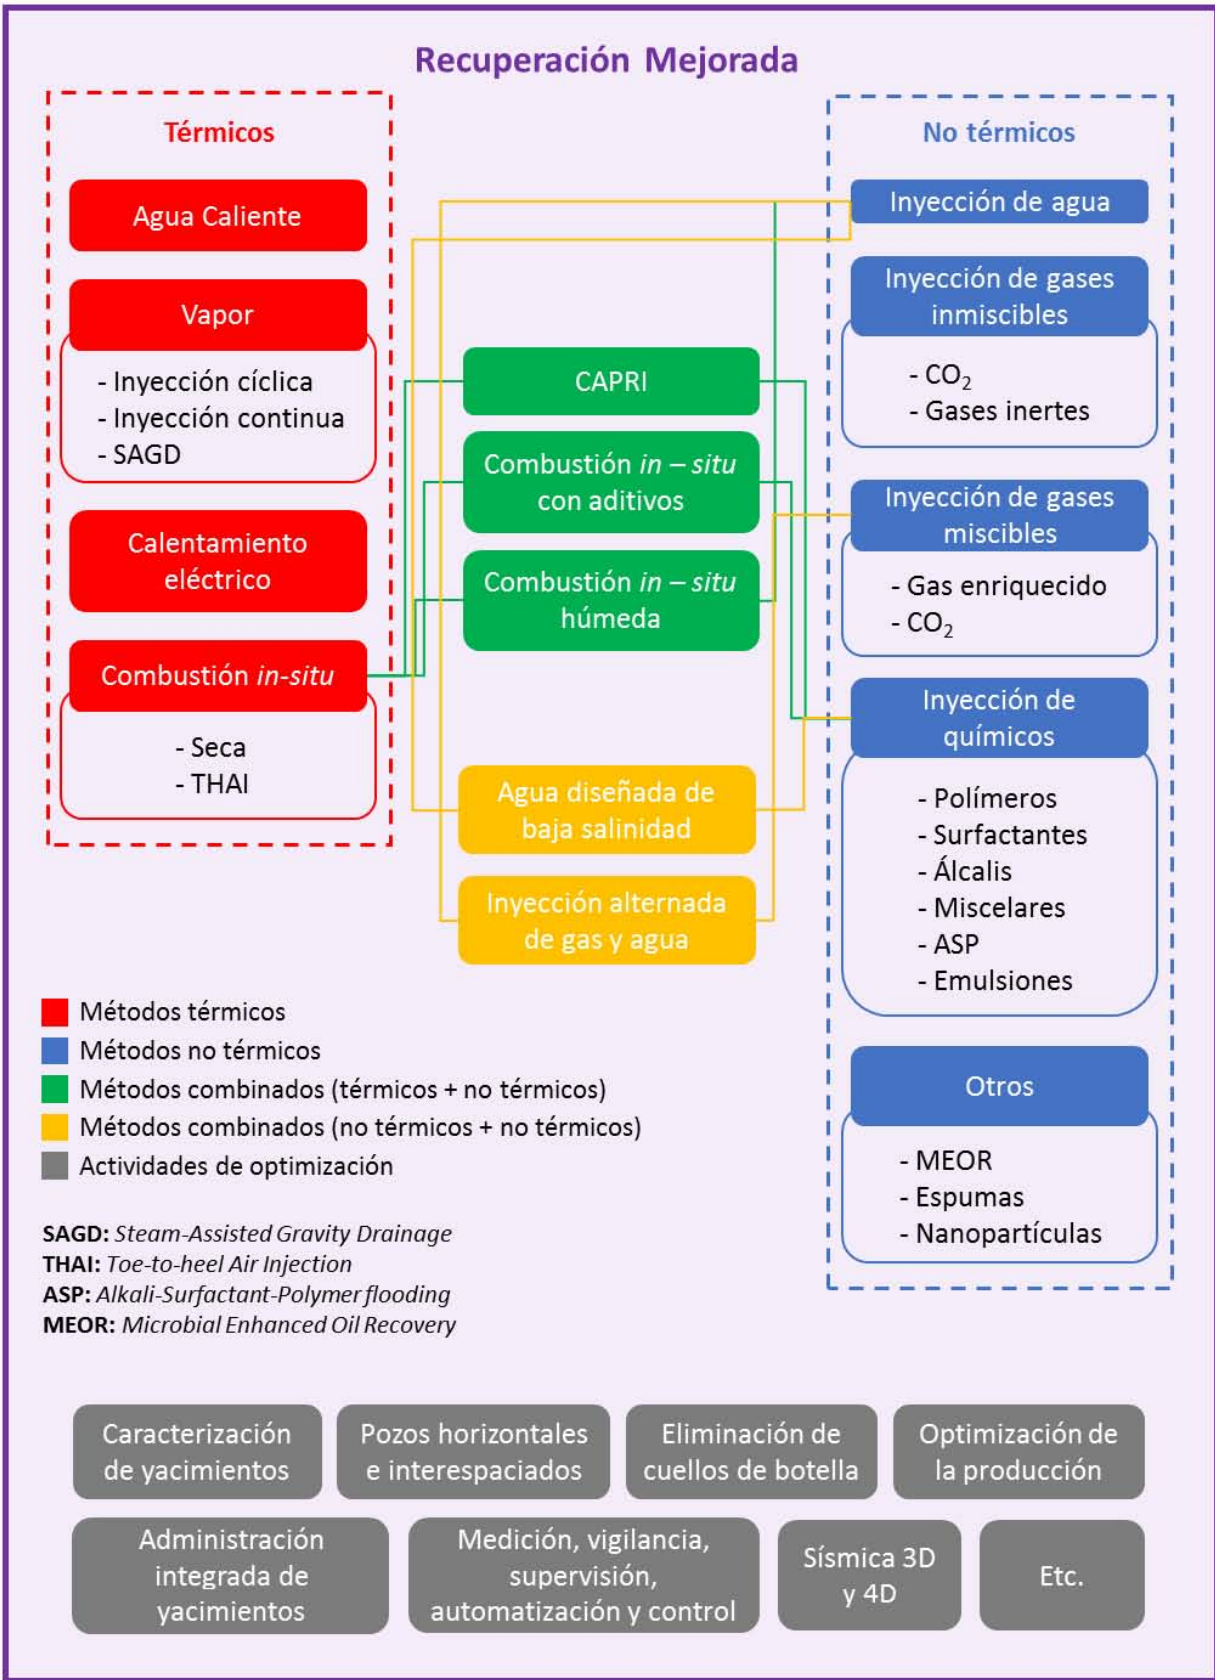 Recuperación Mejorada
Térmicos
Agua Caliente
Vapor
- Inyección cíclica
- Inyección continua
- SAGD
Calentamiento
eléctrico
Combustión in-situ
- Seca
- THAI
CAPRI
Combustión in – situ
con aditivos
Combustión in – situ
húmeda
Agua diseñada de
baja salinidad
Inyección alternada
de gas y agua
No térmicos
Inyección de agua
Inyección de gases
inmiscibles
- CO₂
- Gases inertes
Inyección de gases
miscibles
- Gas enriquecido
- CO₂
Inyección de
químicos
- Polímeros
- Surfactantes
- Álcalis
- Miscelares
- ASP
- Emulsiones
Otros
- MEOR
- Espumas
- Nanopartículas
Métodos térmicos
Métodos no térmicos
Métodos combinados (térmicos + no térmicos)
Métodos combinados (no térmicos + no térmicos)
Actividades de optimización
SAGD: Steam-Assisted Gravity Drainage
THAI: Toe-to-heel Air Injection
ASP: Alkali-Surfactant-Polymer flooding
MEOR: Microbial Enhanced Oil Recovery
Caracterización
de yacimientos
Pozos horizontales
e interespaciados
Eliminación de
cuellos de botella
Optimización de
la producción
Administración
integrada de
yacimientos
Medición, vigilancia,
supervisión,
automatización y control
Sísmica 3D
y 4D
Etc.